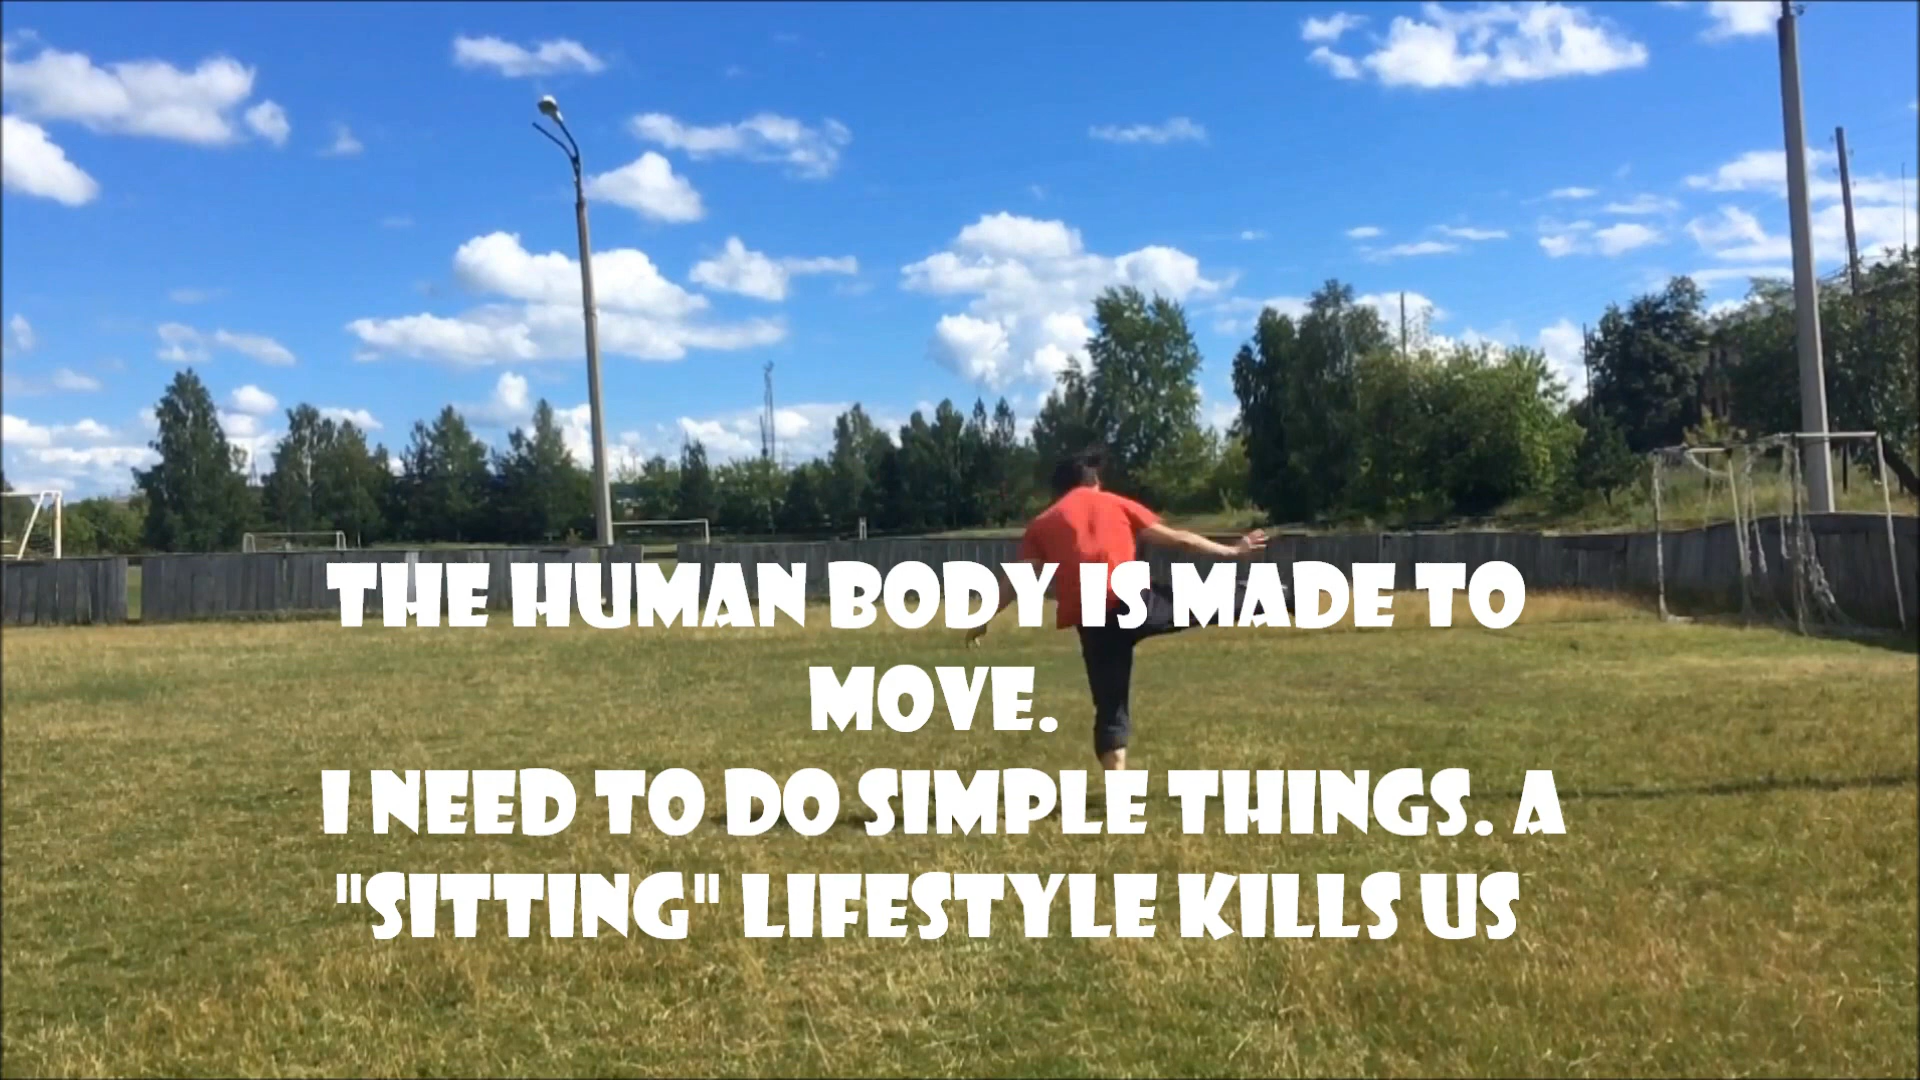 THE HUMAN BODY IS MADE TO
MOVE.
I NEED TO DO SIMPLE THINGS. A
"SITTING" LIFESTYLE KILLS US